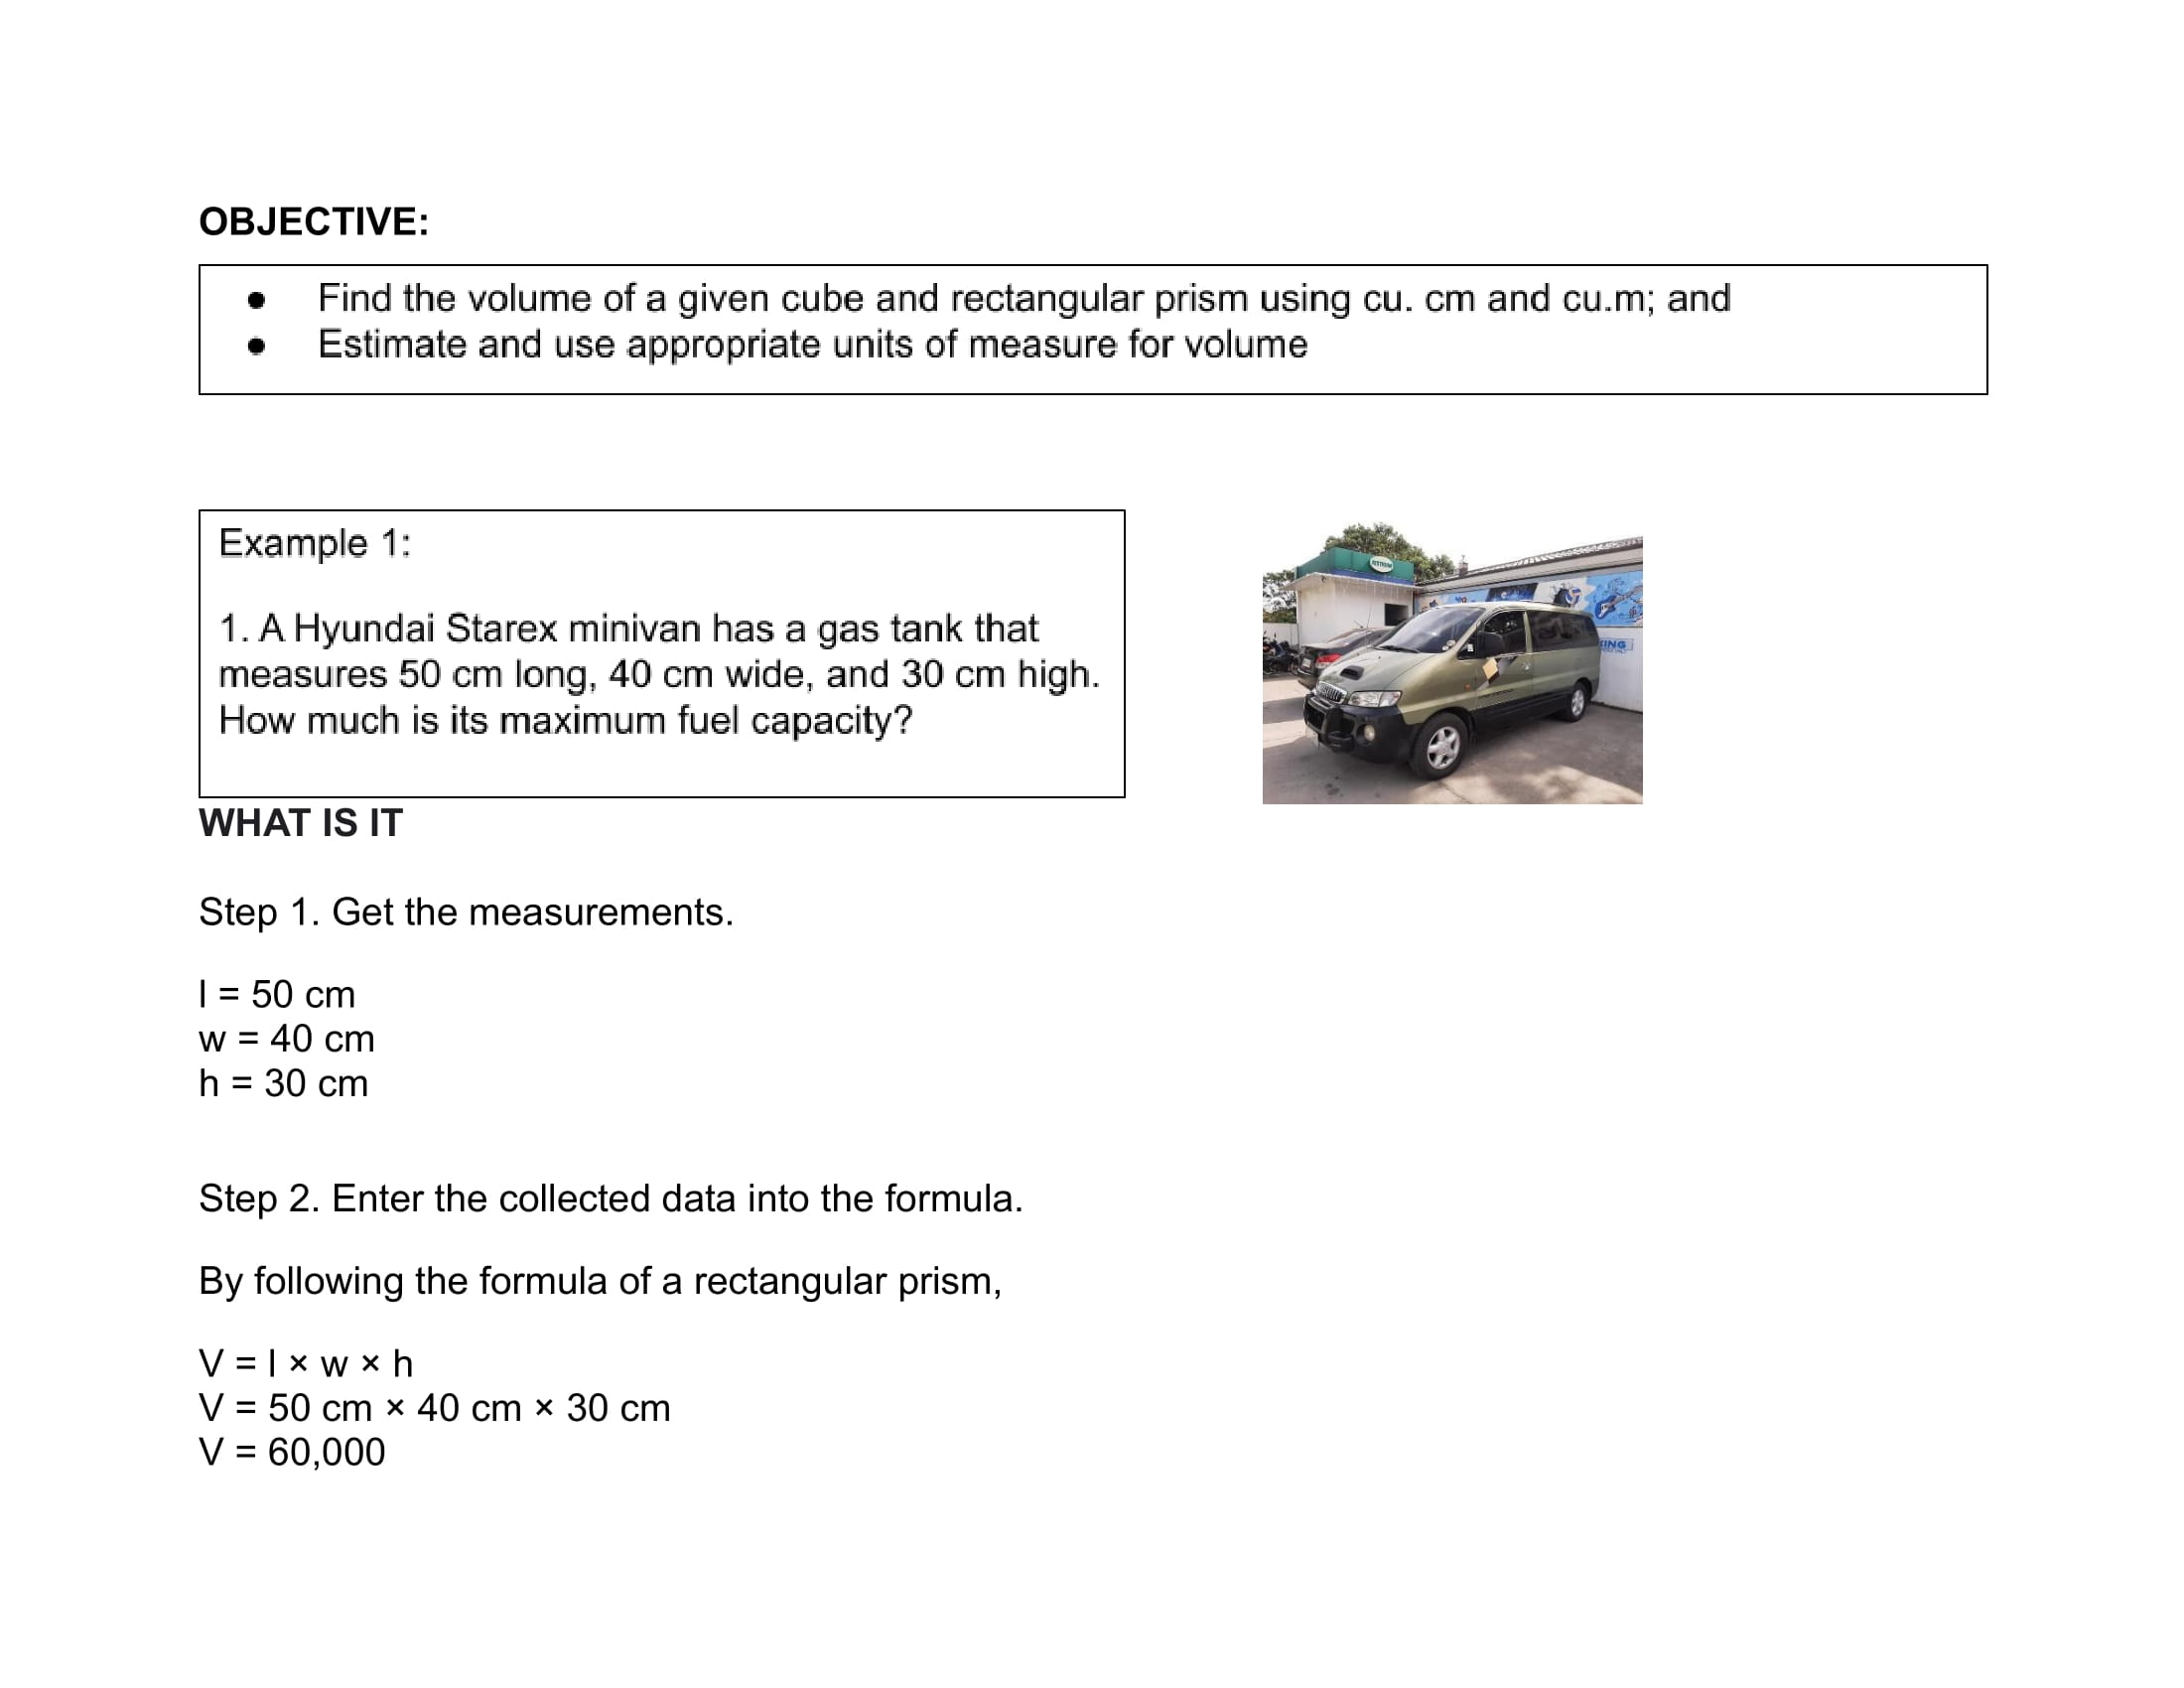 OBJECTIVE:
● Find the volume of a given cube and rectangular prism using cu. cm and cu.m; and
● Estimate and use appropriate units of measure for volume
Example 1:
1. A Hyundai Starex minivan has a gas tank that
measures 50 cm long, 40 cm wide, and 30 cm high.
How much is its maximum fuel capacity?
WHAT IS IT
Step 1. Get the measurements.
l = 50 cm
w = 40 cm
h = 30 cm
Step 2. Enter the collected data into the formula.
By following the formula of a rectangular prism,
V = l × w × h
V = 50 cm × 40 cm × 30 cm
V = 60,000